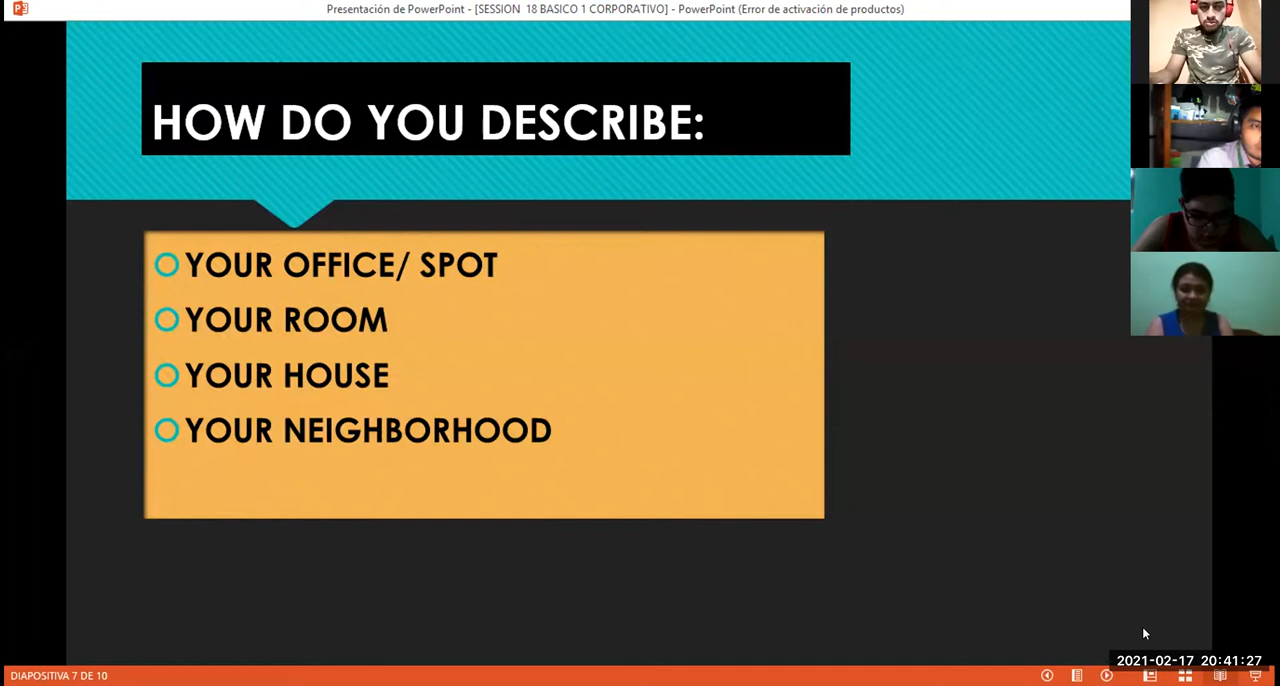 Presentación de PowerPoint - [SESSION  18 BASICO 1 CORPORATIVO] - PowerPoint (Error de activación de productos)
HOW DO YOU DESCRIBE:
YOUR OFFICE/ SPOT
YOUR ROOM
YOUR HOUSE
YOUR NEIGHBORHOOD
2021-02-17 20:41:27
DIAPOSITIVA 7 DE 10